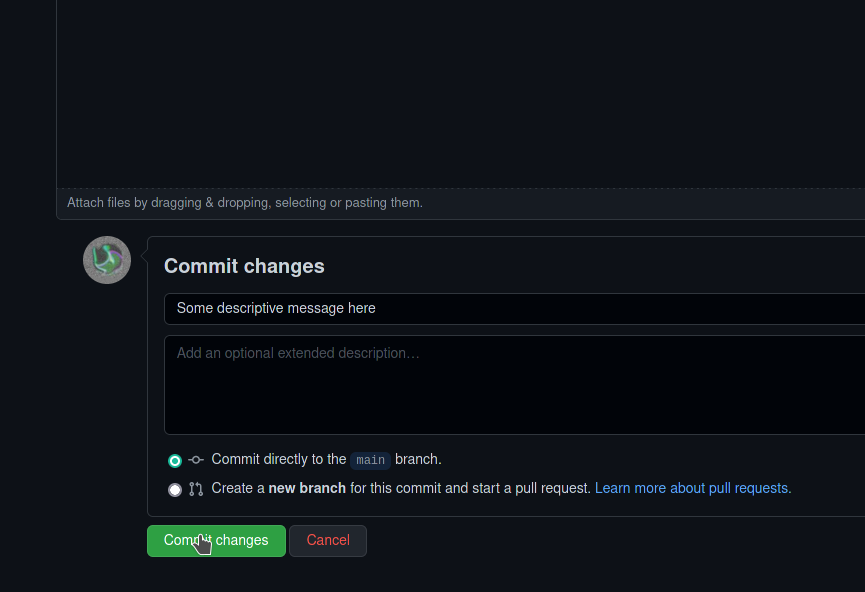 Attach files by dragging & dropping, selecting or pasting them.
Commit changes
Some descriptive message here
Add an optional extended description…
Commit directly to the main branch.
Create a new branch for this commit and start a pull request. Learn more about pull requests.
Commit changes Cancel